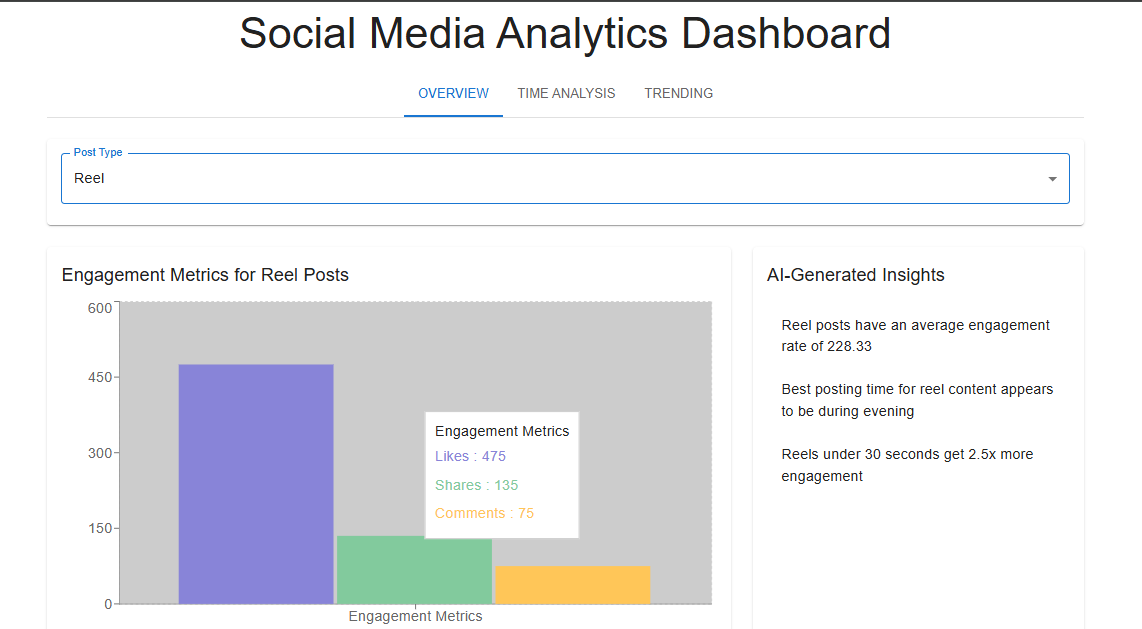 Social Media Analytics Dashboard
OVERVIEW TIME ANALYSIS TRENDING
Post Type
Reel
Engagement Metrics for Reel Posts
600
450
300
150
0
Engagement Metrics
Likes : 475
Shares : 135
Comments : 75
Engagement Metrics
AI-Generated Insights
Reel posts have an average engagement
rate of 228.33
Best posting time for reel content appears
to be during evening
Reels under 30 seconds get 2.5x more
engagement